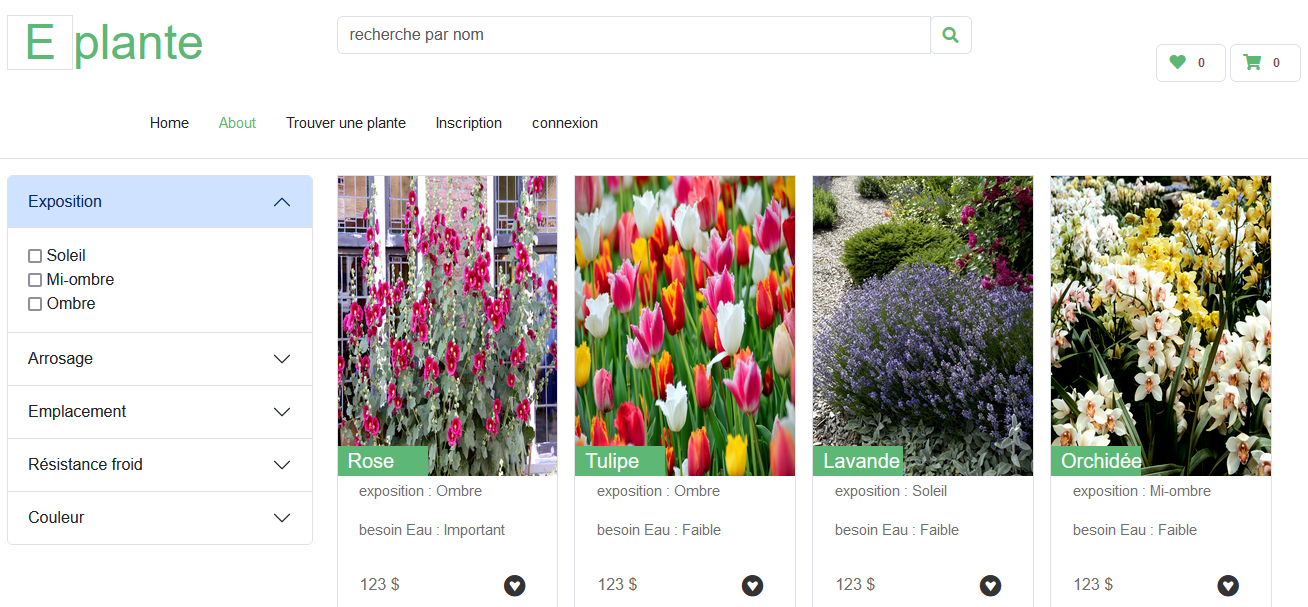 E plante
recherche par nom
0
0
Home
About
Trouver une plante
Inscription
connexion
Exposition
Soleil
Mi-ombre
Ombre
Arrosage
Emplacement
Résistance froid
Couleur
Rose
exposition : Ombre
besoin Eau : Important
123 $
Tulipe
exposition : Ombre
besoin Eau : Faible
123 $
Lavande
exposition : Soleil
besoin Eau : Faible
123 $
Orchidée
exposition : Mi-ombre
besoin Eau : Faible
123 $